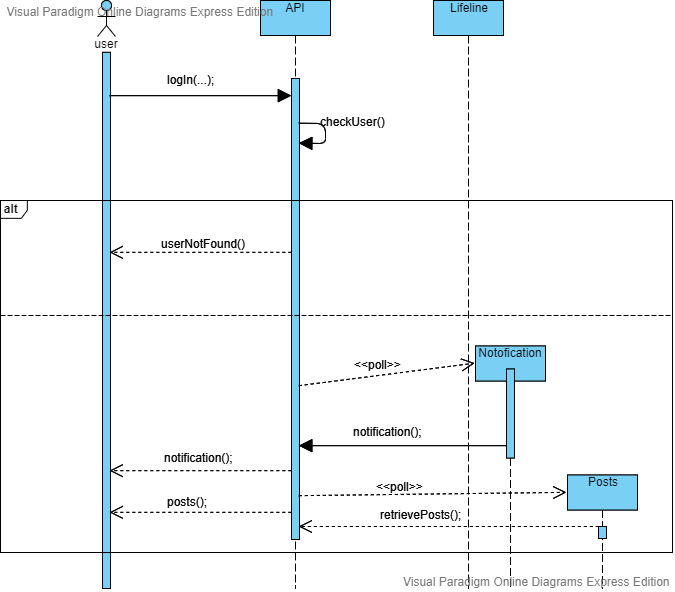 Visual Paradigm Online Diagrams Express Edition
API
Lifeline
user
logIn(...);
checkUser()
alt
userNotFound()
Notofication
<<poll>>
notification();
notification();
Posts
<<poll>>
posts();
retrievePosts();
Visual Paradigm Online Diagrams Express Edition